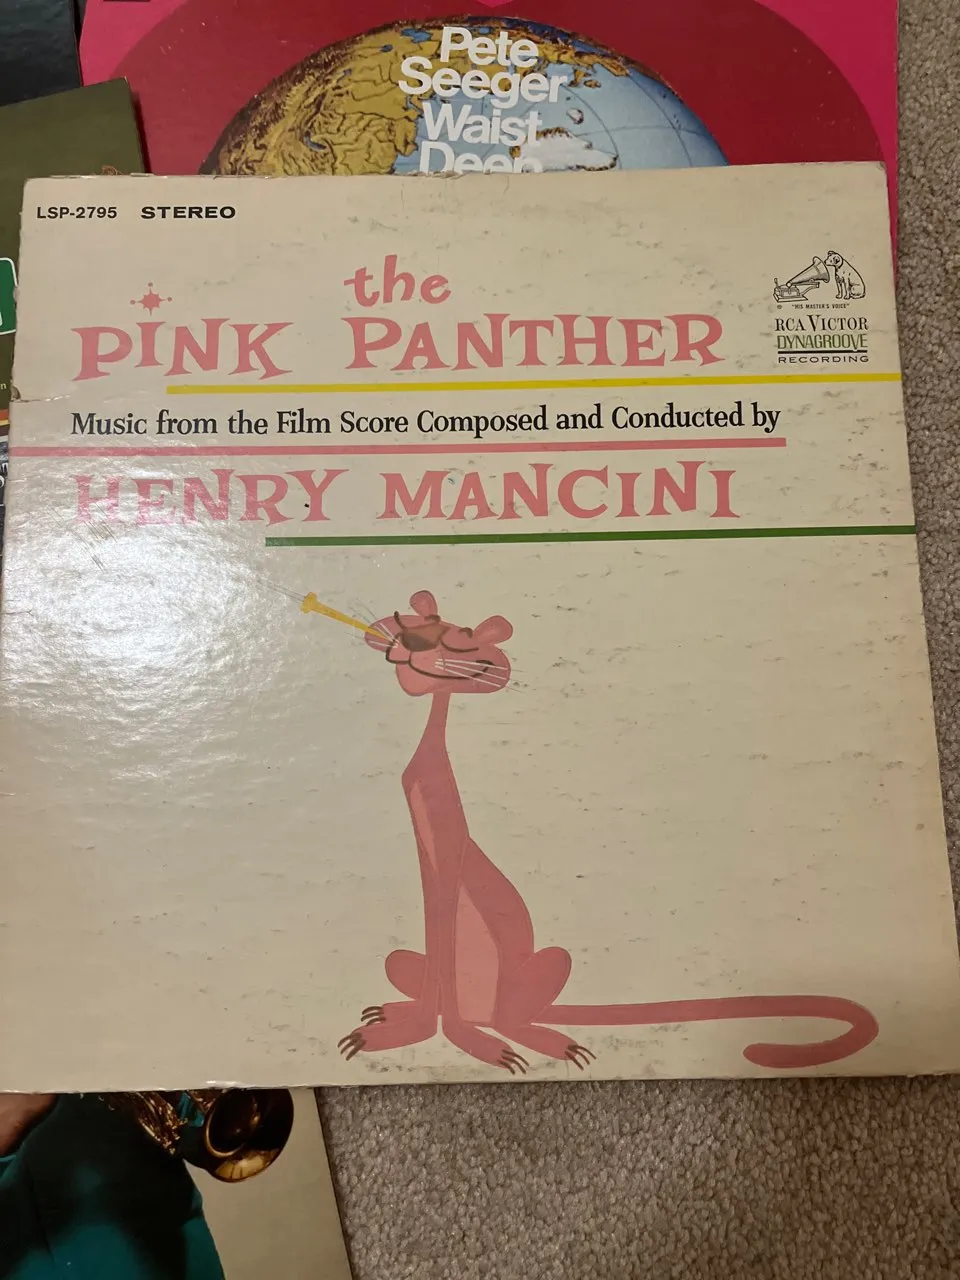 Pete
Seeger
Waist
Deep
LSP-2795 STEREO
the
PINK PANTHER
"HIS MASTER'S VOICE"
RCA VICTOR
DYNAGROOVE
RECORDING
Music from the Film Score Composed and Conducted by
HENRY MANCINI